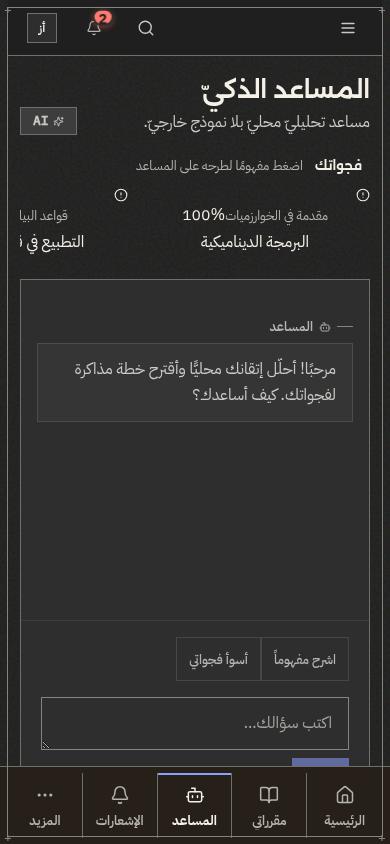 أز
2
المساعد الذكيّ
مساعد تحليليّ محليّ بلا نموذج خارجيّ.
AI
فجواتك
اضغط مفهومًا لطرحه على المساعد
مقدمة في الخوارزميات 100%
البرمجة الديناميكية
قواعد البيا
التطبيع في ق
المساعد
مرحبًا! أحلّل إتقانك محليًّا وأقترح خطة مذاكرة
لفجواتك. كيف أساعدك؟
اشرح مفهوماً
أسوأ فجواتي
اكتب سؤالك...
الرئيسية
مقرراتي
المساعد
الإشعارات
المزيد